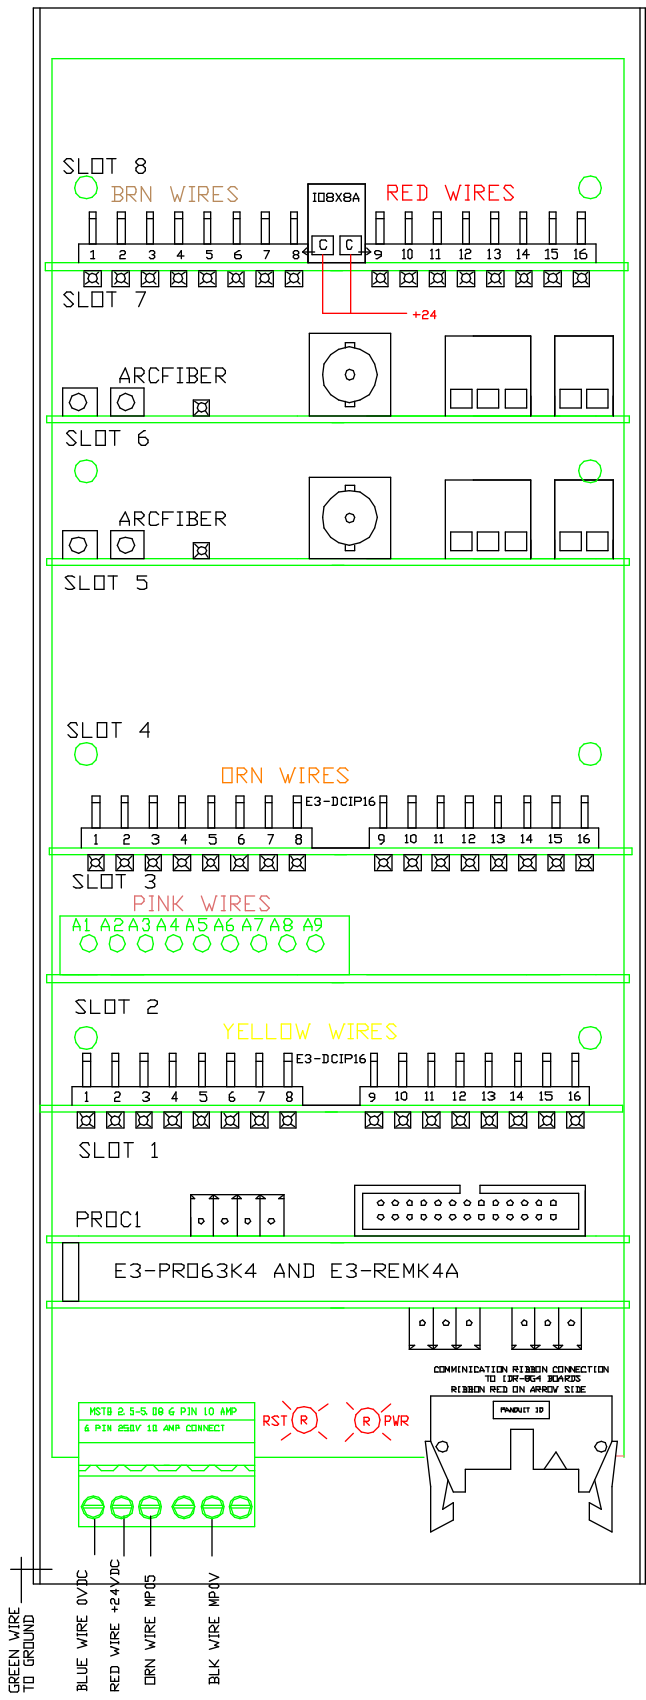 SLOT 8
BRN WIRES
IO8X8A
RED WIRES
C C
1 2 3 4 5 6 7 8 9 10 11 12 13 14 15 16
SLOT 7
+24
ARCFIBER
SLOT 6
ARCFIBER
SLOT 5
SLOT 4
ORN WIRES
E3-DCIP16
1 2 3 4 5 6 7 8 9 10 11 12 13 14 15 16
SLOT 3
PINK WIRES
A1 A2 A3 A4 A5 A6 A7 A8 A9
SLOT 2
YELLOW WIRES
E3-DCIP16
1 2 3 4 5 6 7 8 9 10 11 12 13 14 15 16
SLOT 1
PROC1
E3-PRO63K4 AND E3-REMK4A
COMMINICATION RIBBON CONNECTION
TO IOR-8G4 BOARDS
RIBBON RED ON ARROW SIDE
PANDUIT 10
MSTB 2.5-5.08 6 PIN 10 AMP
6 PIN 250V 10 AMP CONNECT
RST R
R PWR
GREEN WIRE
TO GROUND
BLUE WIRE 0VDC
RED WIRE +24VDC
ORN WIRE MP05
BLK WIRE MP0V